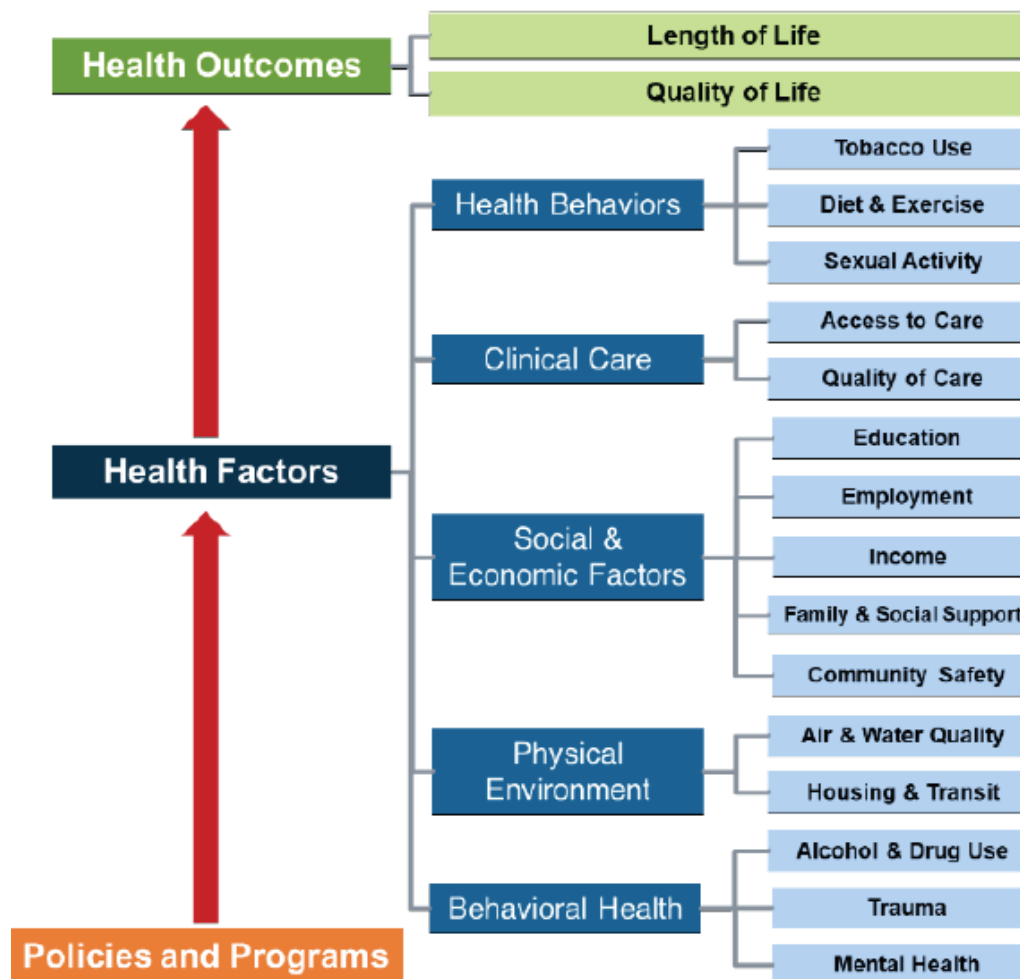 Health Outcomes
Length of Life
Quality of Life
Health Behaviors
Tobacco Use
Diet & Exercise
Sexual Activity
Clinical Care
Access to Care
Quality of Care
Health Factors
Social &
Economic Factors
Education
Employment
Income
Family & Social Support
Community Safety
Physical
Environment
Air & Water Quality
Housing & Transit
Behavioral Health
Alcohol & Drug Use
Trauma
Mental Health
Policies and Programs